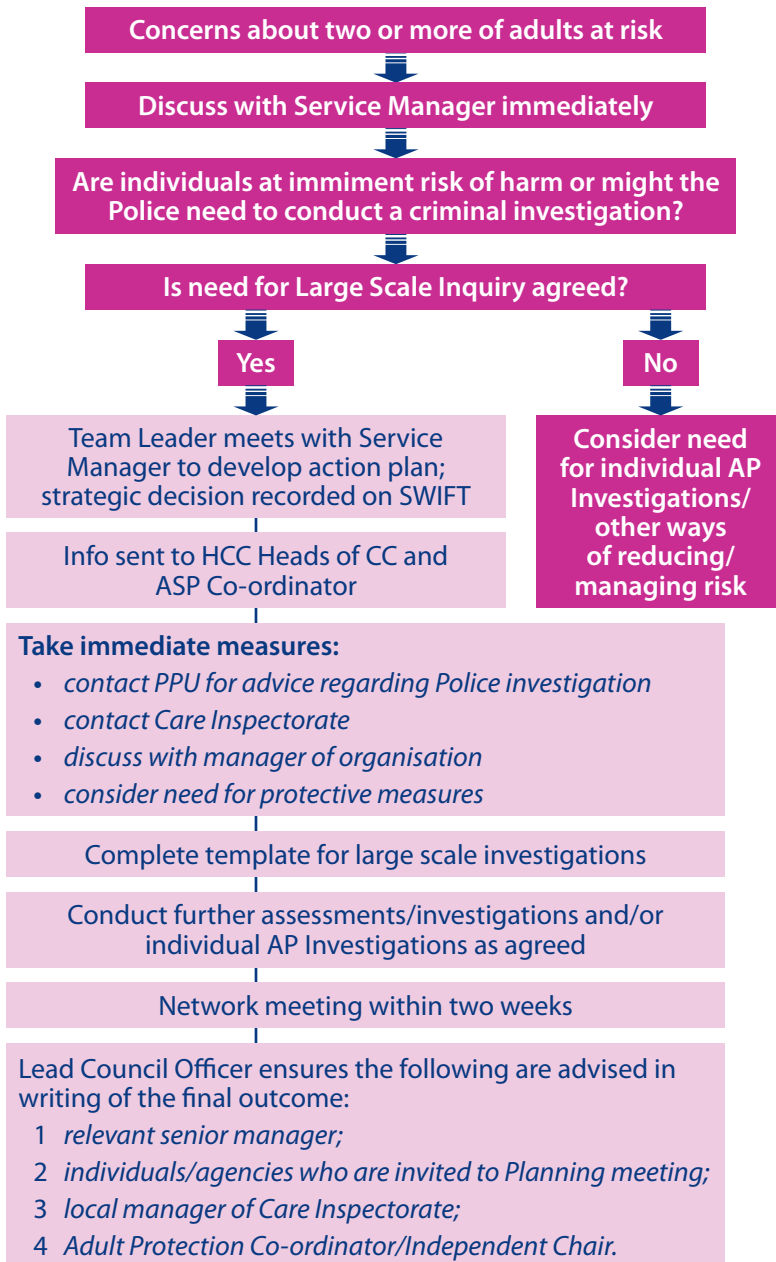 Concerns about two or more of adults at risk
Discuss with Service Manager immediately
Are individuals at immiment risk of harm or might the
Police need to conduct a criminal investigation?
Is need for Large Scale Inquiry agreed?
Yes
No
Team Leader meets with Service
Manager to develop action plan;
strategic decision recorded on SWIFT
Consider need
for individual AP
Investigations/
other ways
of reducing/
managing risk
Info sent to HCC Heads of CC and
ASP Co-ordinator
Take immediate measures:
• contact PPU for advice regarding Police investigation
• contact Care Inspectorate
• discuss with manager of organisation
• consider need for protective measures
Complete template for large scale investigations
Conduct further assessments/investigations and/or
individual AP Investigations as agreed
Network meeting within two weeks
Lead Council Officer ensures the following are advised in
writing of the final outcome:
1 relevant senior manager;
2 individuals/agencies who are invited to Planning meeting;
3 local manager of Care Inspectorate;
4 Adult Protection Co-ordinator/Independent Chair.